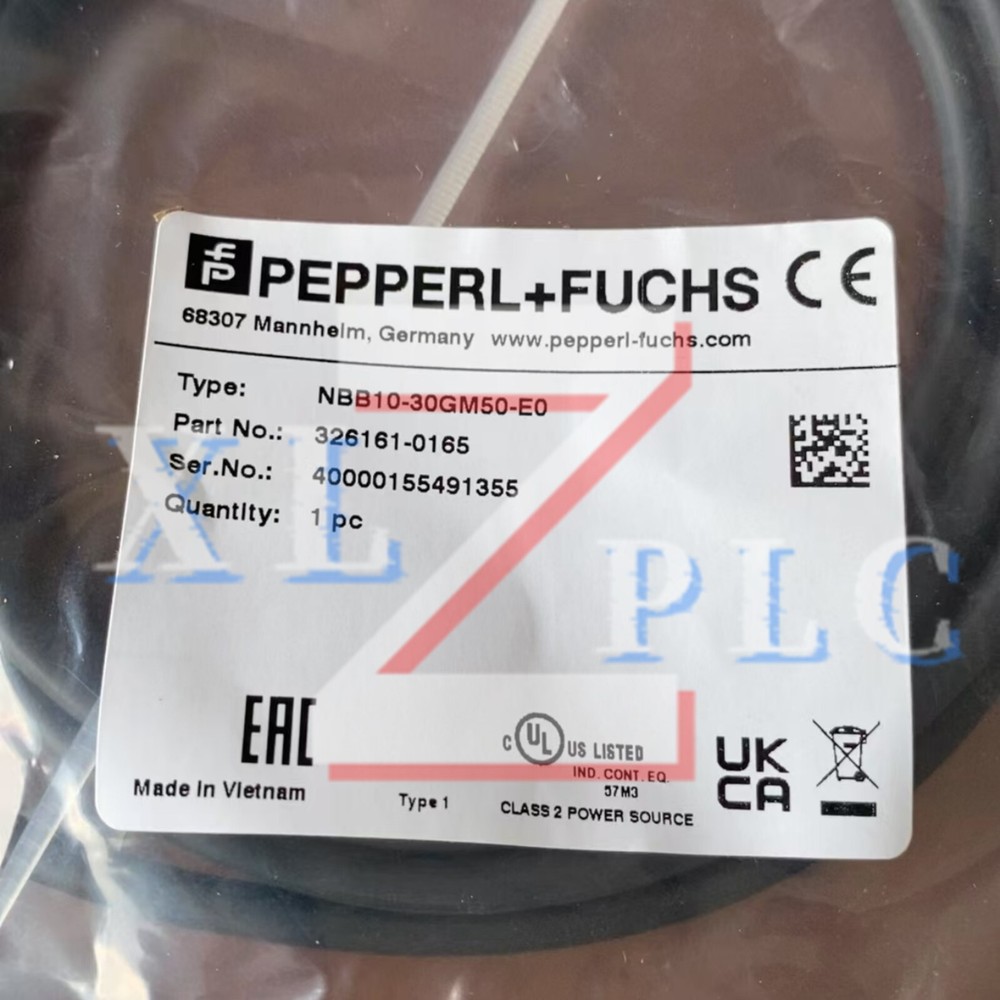 PEPPERL+FUCHS CE
68307 Mannheim, Germany www.pepperl-fuchs.com
Type: NBB10-30GM50-E0
Part No.: 326161-0165
Ser.No.: 40000155491355
Quantity: 1 pc
XLZ PLC
EAC
Made in Vietnam
Type 1
c UL US LISTED
IND. CONT. EQ.
57M3
CLASS 2 POWER SOURCE
UK
CA